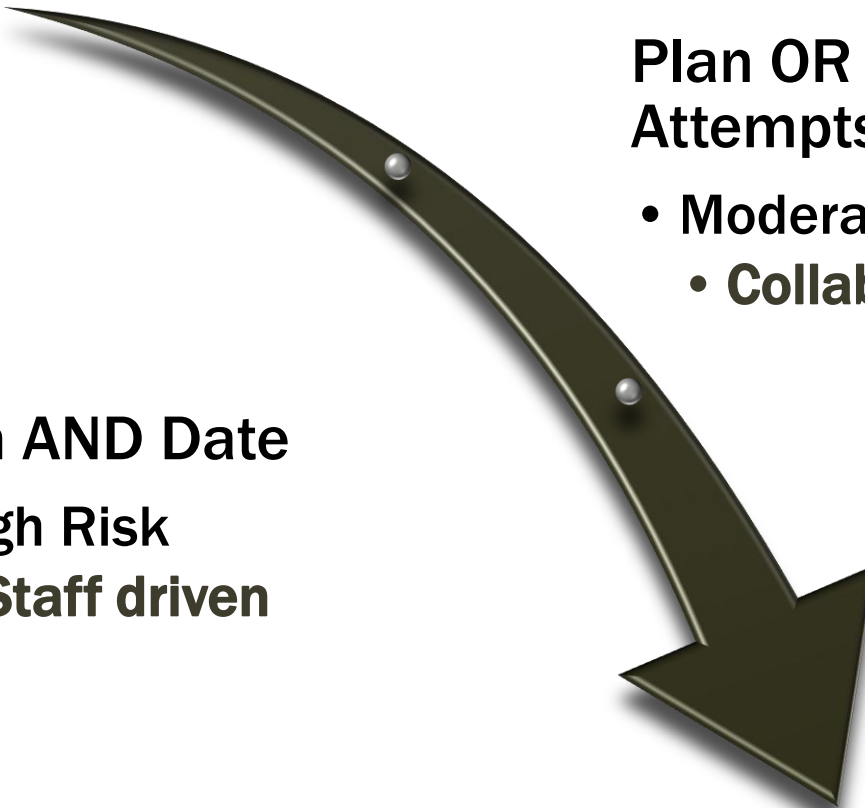 Plan OR
Attempts
• Modera
• Collab
n AND Date
gh Risk
Staff driven